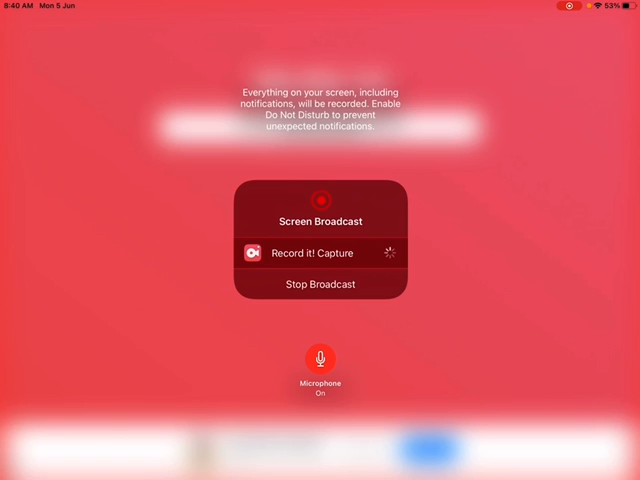 8:40 AM Mon 5 Jun
53%
Everything on your screen, including
notifications, will be recorded. Enable
Do Not Disturb to prevent
unexpected notifications.
Screen Broadcast
Record it! Capture
Stop Broadcast
Microphone
On